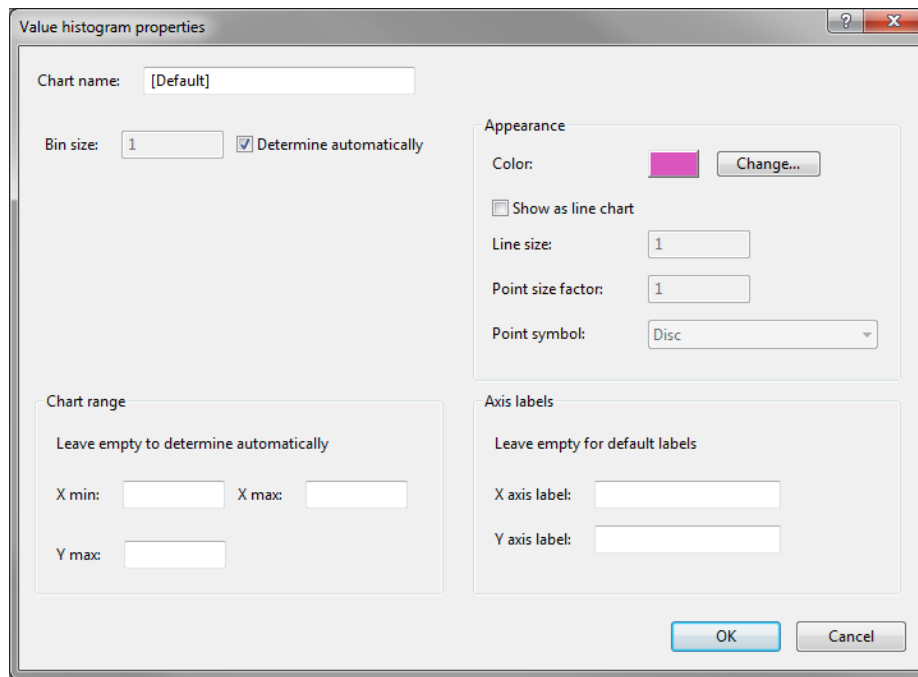 Value histogram properties
?
Chart name: [Default]
Bin size: 1 Determine automatically
Appearance
Color: Change...
Show as line chart
Line size: 1
Point size factor: 1
Point symbol: Disc
Chart range
Leave empty to determine automatically
X min: X max:
Y max:
Axis labels
Leave empty for default labels
X axis label:
Y axis label:
OK Cancel